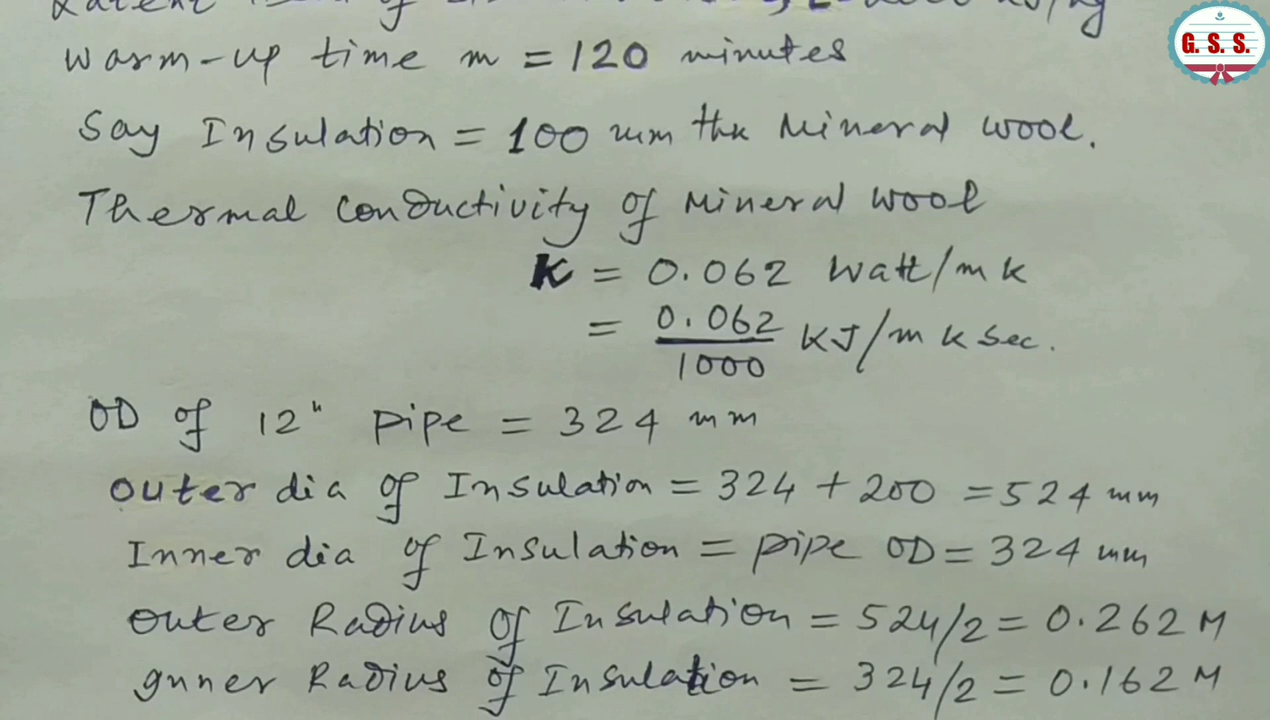 Latent of
G. S. S.
Warm-up time m = 120 minutes
Say Insulation = 100 mm thk Mineral wool.
Thermal Conductivity of Mineral wool
K = 0.062 Watt/m k
= 0.062/1000 KJ/m k sec.
OD of 12" pipe = 324 mm
Outer dia of Insulation = 324 + 200 = 524 mm
Inner dia of Insulation = pipe OD = 324 mm
Outer Radius of Insulation = 524/2 = 0.262 M
Inner Radius of Insulation = 324/2 = 0.162 M